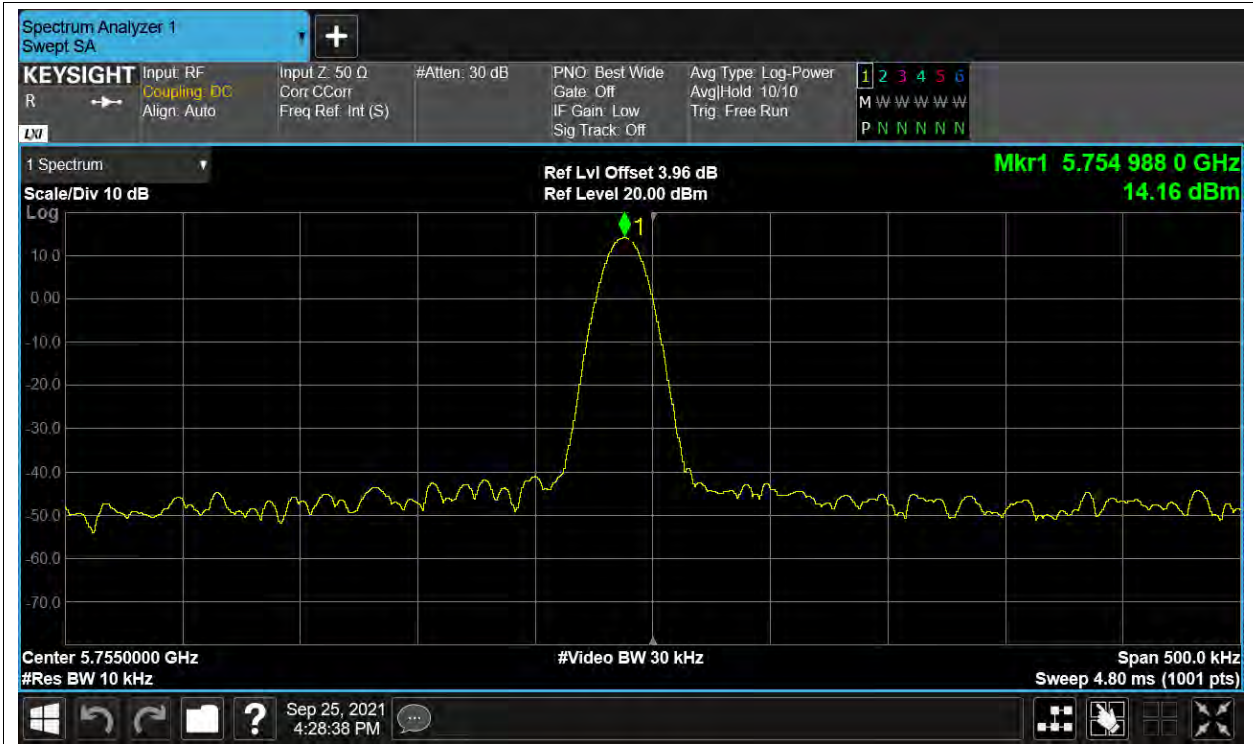 Spectrum Analyzer 1
Swept SA
KEYSIGHT
R
LXI
Input: RF
Coupling: DC
Align: Auto
Input Z: 50 Ω
Corr CCorr
Freq Ref: Int (S)
#Atten: 30 dB
PNO: Best Wide
Gate: Off
IF Gain: Low
Sig Track: Off
Avg Type: Log-Power
Avg|Hold: 10/10
Trig: Free Run
1 2 3 4 5 6
M W W W W W
P N N N N N
1 Spectrum
Scale/Div 10 dB
Log
Ref Lvl Offset 3.96 dB
Ref Level 20.00 dBm
Mkr1 5.754 988 0 GHz
14.16 dBm
1
10.0
0.00
-10.0
-20.0
-30.0
-40.0
-50.0
-60.0
-70.0
Center 5.7550000 GHz
#Res BW 10 kHz
#Video BW 30 kHz
Span 500.0 kHz
Sweep 4.80 ms (1001 pts)
?
Sep 25, 2021
4:28:38 PM